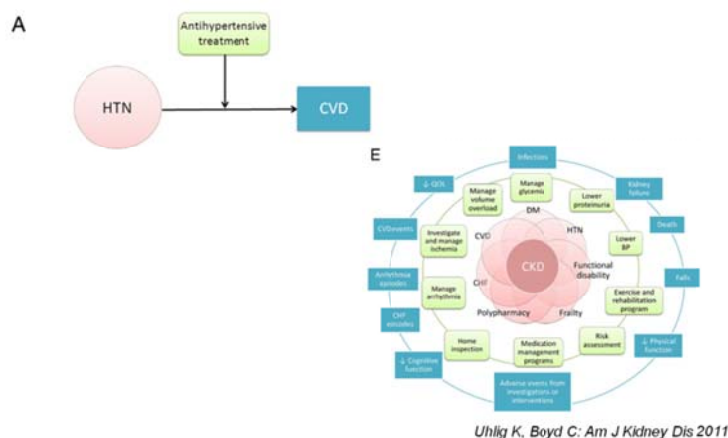 A
Antihypertensive
treatment
HTN
CVD
E
Infections
↓ QOL
Kidney
failure
Manage
glycemia
Manage
volume
overload
Lower
proteinuria
CVD events
Death
DM
HTN
CVD
Investigate
and manage
ischemia
Lower
BP
CKD
Functional
disability
Falls
episodes
CHF
Manage
arrhythmia
Exercise and
rehabilitation
program
CHF
episodes
Polypharmacy
Frailty
Home
inspection
Medication
management
programs
Risk
assessment
↓ Physical
function
↓ Cognitive
function
Adverse events from
investigations or
interventions
Uhlig K, Boyd C: Am J Kidney Dis 2011